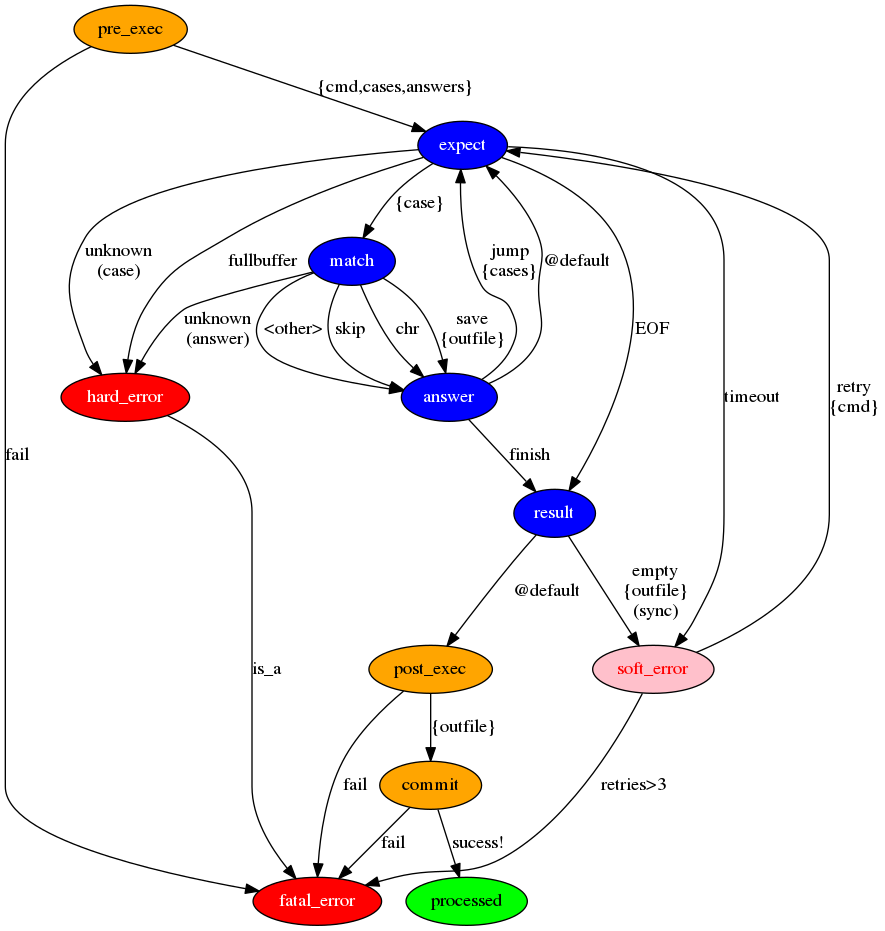 pre_exec
{cmd,cases,answers}
expect
{case}
unknown
(case)
fullbuffer
match
jump
{cases}
@default
unknown
(answer)
<other>
skip
chr
save
{outfile}
EOF
hard_error
answer
timeout
retry
{cmd}
fail
finish
result
@default
empty
{outfile}
(sync)
is_a
post_exec
soft_error
{outfile}
fail
commit
retries>3
fail
sucess!
fatal_error
processed